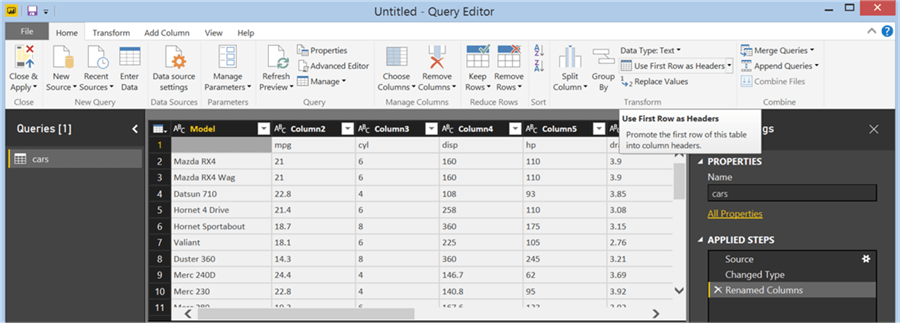 Untitled - Query Editor
File Home Transform Add Column View Help
Close & Apply New Source Recent Sources Enter Data Data source settings Manage Parameters Refresh Preview Properties Advanced Editor Manage Choose Columns Remove Columns Keep Rows Remove Rows Split Column Group By Data Type: Text Use First Row as Headers Replace Values Merge Queries Append Queries Combine Files
Close New Query Data Sources Parameters Query Manage Columns Reduce Rows Sort Transform Combine
Use First Row as Headers
Promote the first row of this table
into column headers.
Queries [1]
cars
Model Column2 Column3 Column4 Column5
1 mpg cyl disp hp
2 Mazda RX4 21 6 160 110 3.9
3 Mazda RX4 Wag 21 6 160 110 3.9
4 Datsun 710 22.8 4 108 93 3.85
5 Hornet 4 Drive 21.4 6 258 110 3.08
6 Hornet Sportabout 18.7 8 360 175 3.15
7 Valiant 18.1 6 225 105 2.76
8 Duster 360 14.3 8 360 245 3.21
9 Merc 240D 24.4 4 146.7 62 3.69
10 Merc 230 22.8 4 140.8 95 3.92
11
PROPERTIES
Name
cars
All Properties
APPLIED STEPS
Source
Changed Type
Renamed Columns